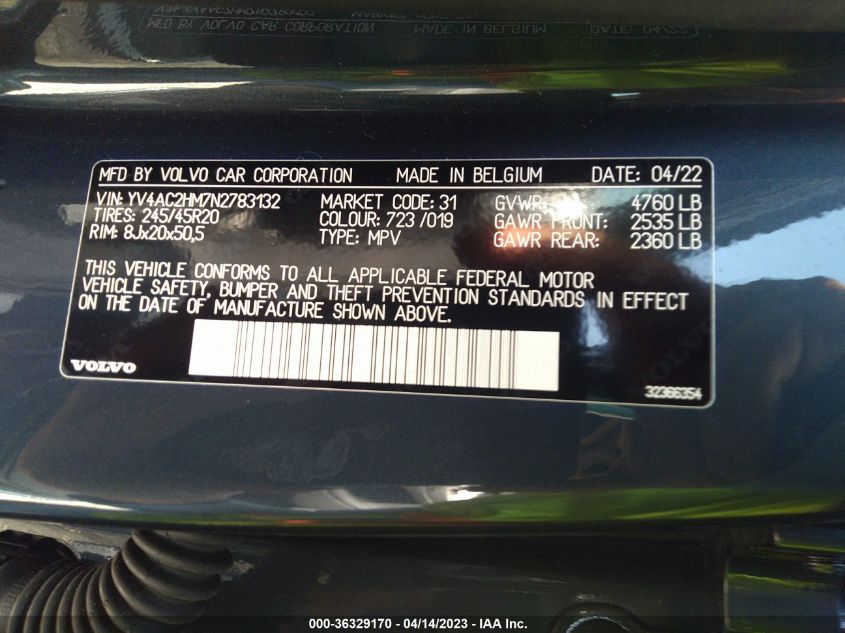 MFD BY VOLVO CAR CORPORATION MADE IN BELGIUM DATE: 04/22
VIN: YV4AC2HM7N2783132 MARKET CODE: 31 GVWR: 4760 LB
TIRES: 245/45R20 COLOUR: 723 /019 GAWR FRONT: 2535 LB
RIM: 8Jx20x50,5 TYPE: MPV GAWR REAR: 2360 LB
THIS VEHICLE CONFORMS TO ALL APPLICABLE FEDERAL MOTOR
VEHICLE SAFETY, BUMPER AND THEFT PREVENTION STANDARDS IN EFFECT
ON THE DATE OF MANUFACTURE SHOWN ABOVE.
VOLVO
32366354
000-36329170 - 04/14/2023 - IAA Inc.